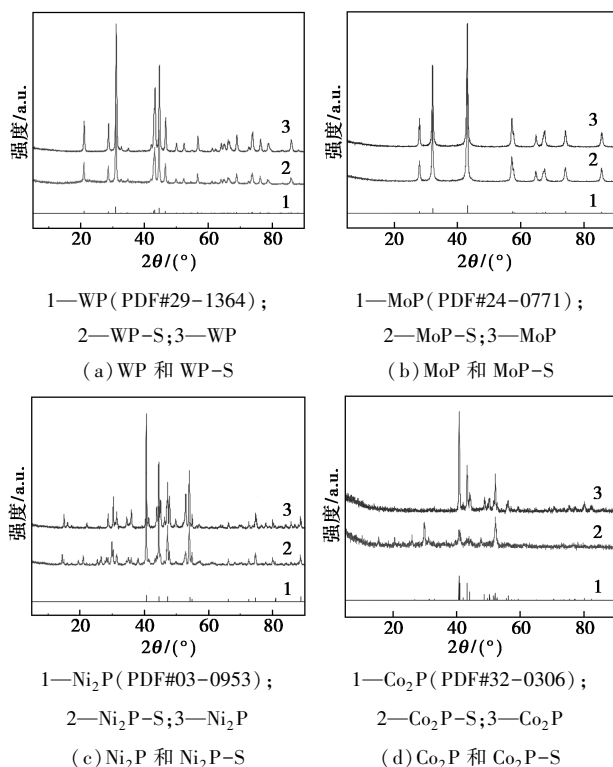 强度/a.u.
3
2
1
20 40 60 80
2θ/(°)
1—WP(PDF#29-1364);
2—WP-S;3—WP
(a)WP 和 WP-S
强度/a.u.
3
2
1
20 40 60 80
2θ/(°)
1—MoP(PDF#24-0771);
2—MoP-S;3—MoP
(b)MoP 和 MoP-S
强度/a.u.
3
2
1
20 40 60 80
2θ/(°)
1—Ni₂P(PDF#03-0953);
2—Ni₂P-S;3—Ni₂P
(c)Ni₂P 和 Ni₂P-S
强度/a.u.
3
2
1
20 40 60 80
2θ/(°)
1—Co₂P(PDF#32-0306);
2—Co₂P-S;3—Co₂P
(d)Co₂P 和 Co₂P-S